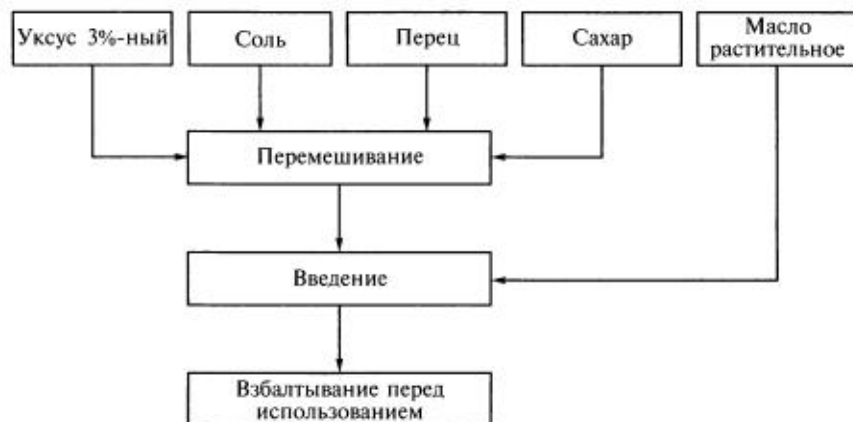 Уксус 3%-ный
Соль
Перец
Сахар
Масло
растительное
Перемешивание
Введение
Взбалтывание перед
использованием